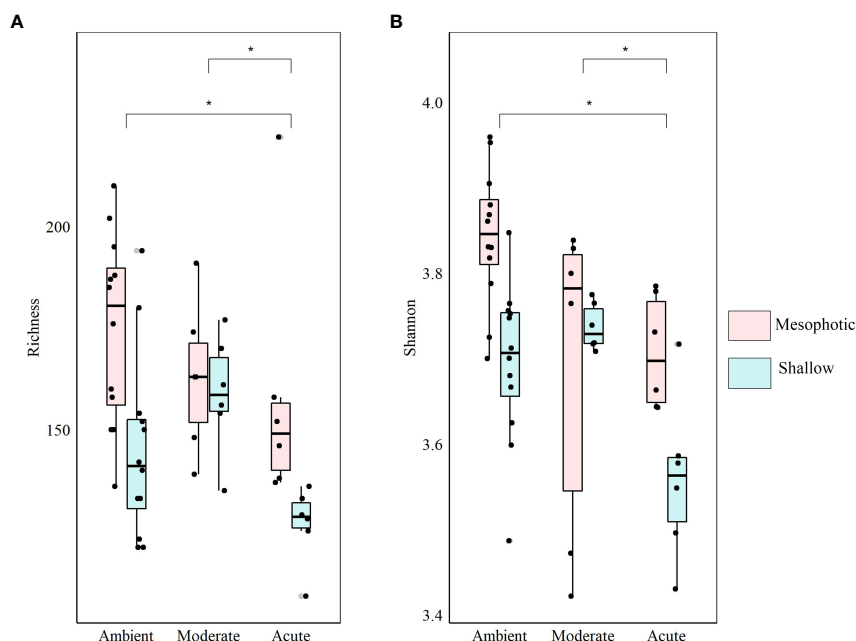 A
B
*
*
*
*
Richness
200
150
Ambient
Moderate
Acute
Shannon
4.0
3.8
3.6
3.4
Ambient
Moderate
Acute
Mesophotic
Shallow